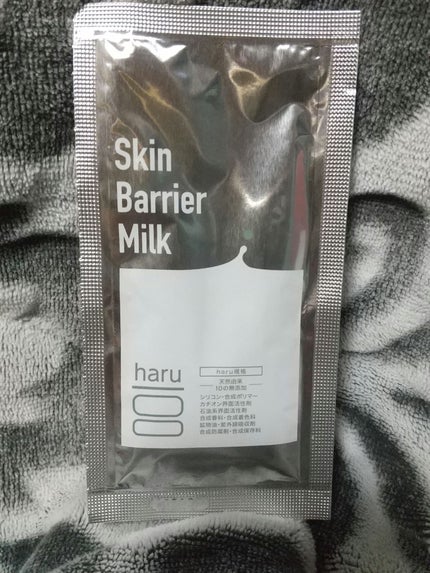 Skin
Barrier
Milk
haru
haru規格
天然由来
10の無添加
シリコン・合成ポリマー
カチオン界面活性剤
石油系界面活性剤
合成香料・合成着色料
鉱物油・紫外線吸収剤
合成防腐剤・合成保存料